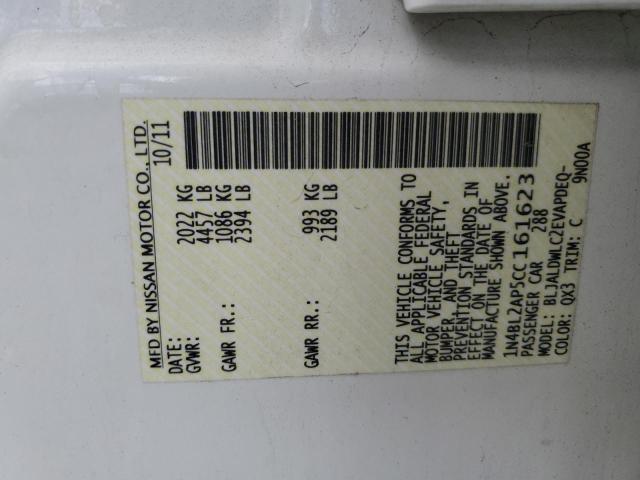 MFD BY NISSAN MOTOR CO., LTD.
DATE: 10/11
GVWR: 2022 KG
4457 LB
GAWR FR.: 1086 KG
2394 LB
GAWR RR.: 993 KG
2189 LB
THIS VEHICLE CONFORMS TO
ALL APPLICABLE FEDERAL
MOTOR VEHICLE SAFETY,
BUMPER, AND THEFT
PREVENTION STANDARDS IN
EFFECT ON THE DATE OF
MANUFACTURE SHOWN ABOVE.
1N4BL2AP5CC161623
PASSENGER CAR 288
MODEL: BLJALDWLC2EVAPDEQ-
COLOR: QX3 TRIM: C 9N00A